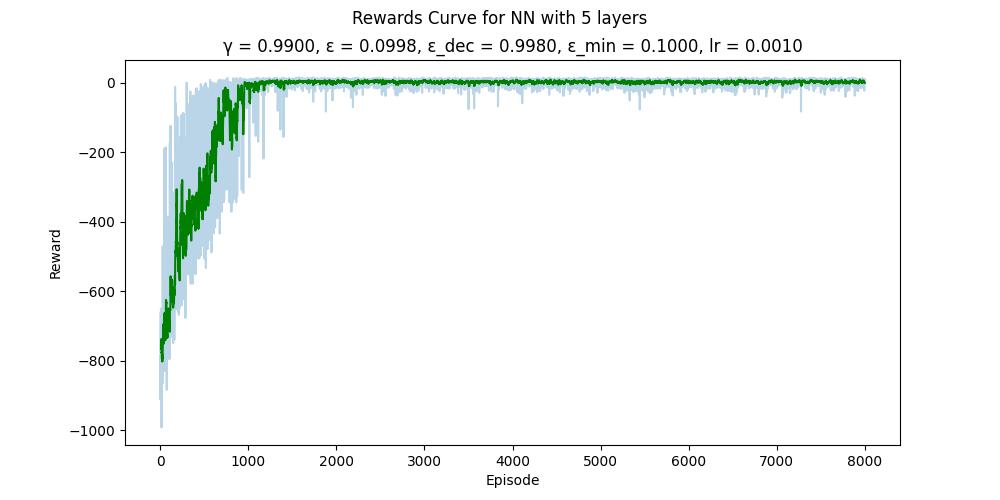 Rewards Curve for NN with 5 layers
γ = 0.9900, ε = 0.0998, ε_dec = 0.9980, ε_min = 0.1000, lr = 0.0010
Reward
0
−200
−400
−600
−800
−1000
0 1000 2000 3000 4000 5000 6000 7000 8000
Episode